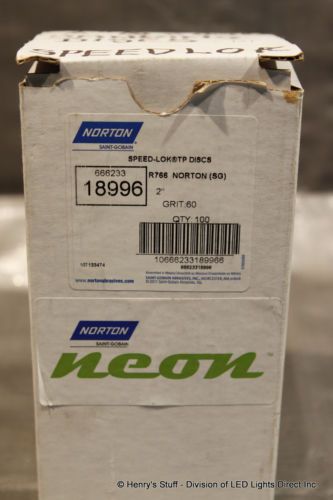 SPEEDLOK
NORTON
SAINT-GOBAIN
SPEED-LOK®TP DISCS
666233
R766 NORTON (SG)
18996
2"
GRIT:60
QTY: 100
10666233189966
66623318996
www.nortonabrasives.com
NORTON
SAINT-GOBAIN
neon
© Henry's Stuff - Division of LED Lights Direct Inc